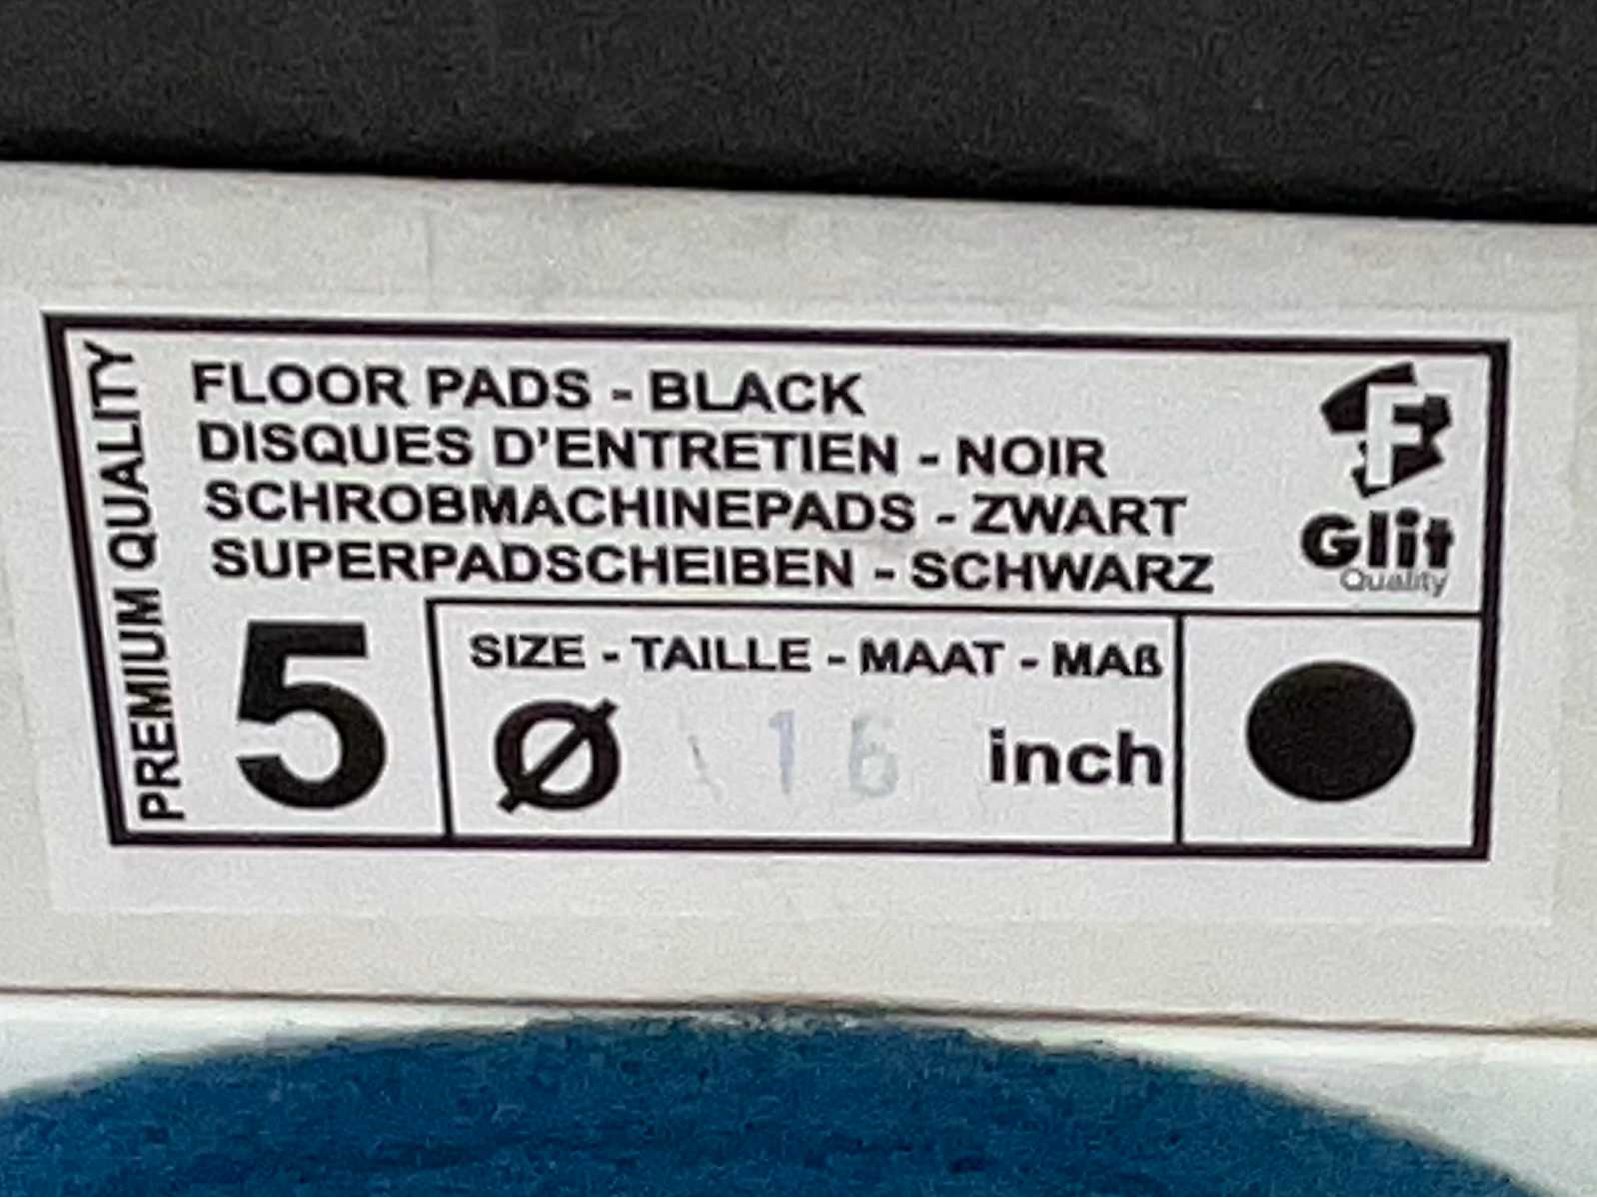 PREMIUM QUALITY
FLOOR PADS - BLACK
DISQUES D'ENTRETIEN - NOIR
SCHROBMACHINEPADS - ZWART
SUPERPADSCHEIBEN - SCHWARZ
F
Glit
Quality
5
SIZE - TAILLE - MAAT - MAß
Ø 16 inch